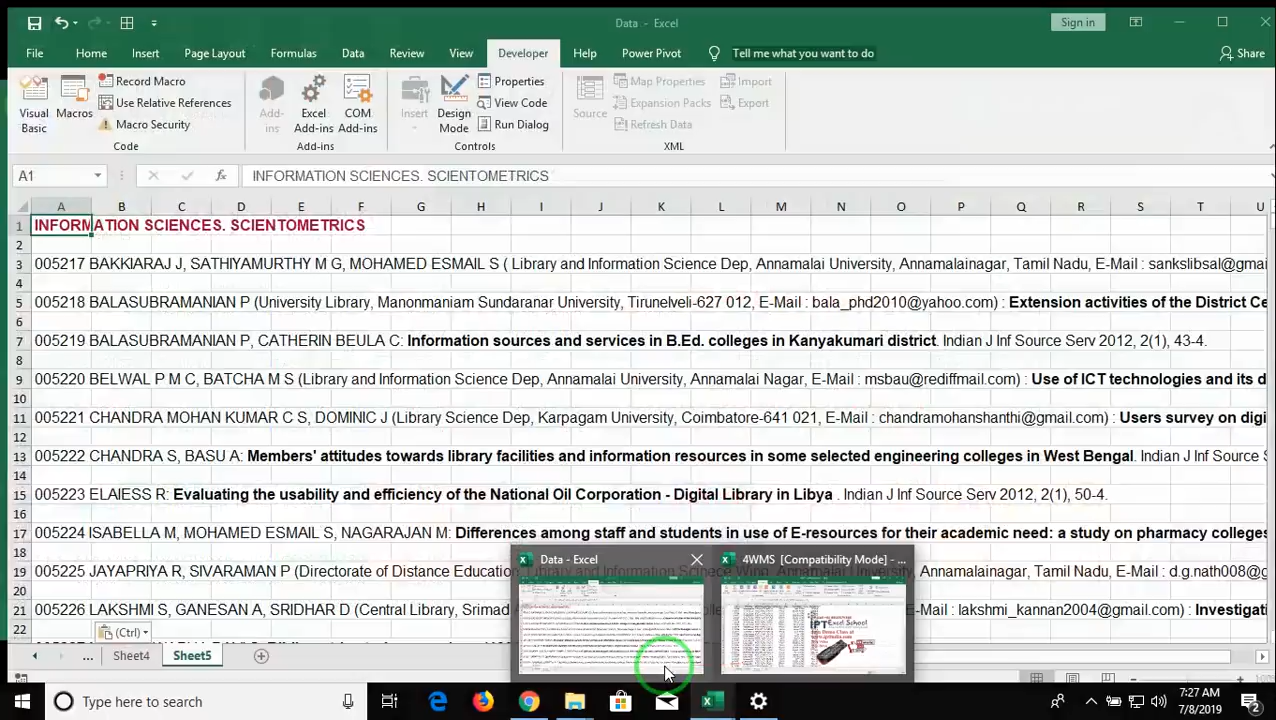 Data - Excel
Sign in
File Home Insert Page Layout Formulas Data Review View Developer Help Power Pivot Tell me what you want to do Share
Visual Basic
Macros
Record Macro
Use Relative References
Macro Security
Code
Add-ins
Excel Add-ins
COM Add-ins
Add-ins
Insert
Design Mode
Properties
View Code
Run Dialog
Controls
Source
Map Properties
Expansion Packs
Refresh Data
Import
Export
XML
A1 fx INFORMATION SCIENCES. SCIENTOMETRICS
A B C D E F G H I J K L M N O P Q R S T U
1 INFORMATION SCIENCES. SCIENTOMETRICS
2
3 005217 BAKKIARAJ J, SATHIYAMURTHY M G, MOHAMED ESMAIL S ( Library and Information Science Dep, Annamalai University, Annamalainagar, Tamil Nadu, E-Mail : sankslibsal@gmai
4
5 005218 BALASUBRAMANIAN P (University Library, Manonmaniam Sundaranar University, Tirunelveli-627 012, E-Mail : bala_phd2010@yahoo.com) : Extension activities of the District Ce
6
7 005219 BALASUBRAMANIAN P, CATHERIN BEULA C: Information sources and services in B.Ed. colleges in Kanyakumari district. Indian J Inf Source Serv 2012, 2(1), 43-4.
8
9 005220 BELWAL P M C, BATCHA M S (Library and Information Science Dep, Annamalai University, Annamalai Nagar, E-Mail : msbau@rediffmail.com) : Use of ICT technologies and its d
10
11 005221 CHANDRA MOHAN KUMAR C S, DOMINIC J (Library Science Dep, Karpagam University, Coimbatore-641 021, E-Mail : chandramohanshanthi@gmail.com) : Users survey on digi
12
13 005222 CHANDRA S, BASU A: Members' attitudes towards library facilities and information resources in some selected engineering colleges in West Bengal. Indian J Inf Source S
14
15 005223 ELAIESS R: Evaluating the usability and efficiency of the National Oil Corporation - Digital Library in Libya . Indian J Inf Source Serv 2012, 2(1), 50-4.
16
17 005224 ISABELLA M, MOHAMED ESMAIL S, NAGARAJAN M: Differences among staff and students in use of E-resources for their academic need: a study on pharmacy colleges
18
19 005225 JAYAPRIYA K, SIVARAMAN P (Directorate of Distance Education, Library and Information Science Wing, Annamalai University, Annamalainagar, Tamil Nadu, E-Mail : d.g.nath008@
20
21 005226 LAKSHMI S, GANESAN A, SRIDHAR D (Central Library, Srimad E-Mail : lakshmi_kannan2004@gmail.com) : Investigati
22
(Ctrl)
Data - Excel
4WMS [Compatibility Mode] - ...
IPT Excel School
... Sheet4 Sheet5
Type here to search
7:27 AM
7/8/2019
2